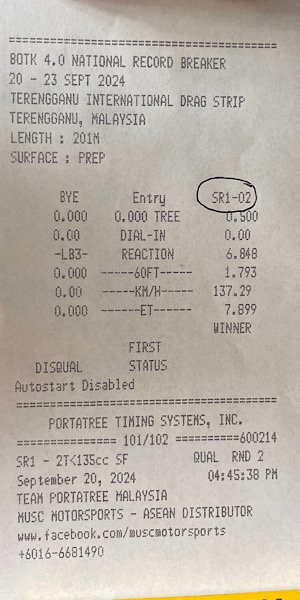 ===================================
BOTK 4.0 NATIONAL RECORD BREAKER
20 - 23 SEPT 2024
TERENGGANU INTERNATIONAL DRAG STRIP
TERENGGANU, MALAYSIA
LENGTH : 201M
SURFACE : PREP
BYE Entry SR1-02
0.000 0.000 TREE 0.500
0.00 DIAL-IN 0.00
-LB3- REACTION 6.848
0.000 ------60FT------ 1.793
0.00 ------KM/H------ 137.29
0.000 -------ET------- 7.899
WINNER
FIRST
DISQUAL STATUS
Autostart Disabled
===================================
PORTATREE TIMING SYSTEMS, INC.
============== 101/102 =========600214
SR1 - 2T<135cc SF QUAL RND 2
September 20, 2024 04:45:38 PM
TEAM PORTATREE MALAYSIA
MUSC MOTORSPORTS - ASEAN DISTRIBUTOR
www.facebook.com/muscmotorsports
+6016-6681490